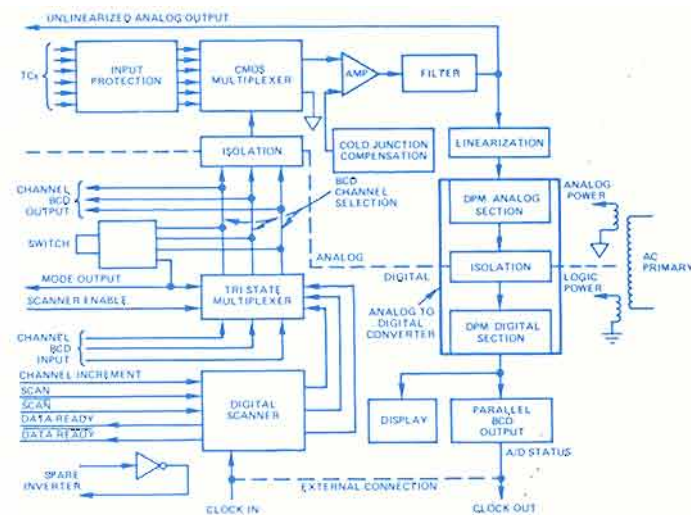 UNLINEARIZED ANALOG OUTPUT
TCs
INPUT
PROTECTION
CMOS
MULTIPLEXER
AMP
FILTER
COLD JUNCTION
COMPENSATION
LINEARIZATION
ISOLATION
CHANNEL
BCD
OUTPUT
BCD
CHANNEL
SELECTION
SWITCH
ANALOG
DIGITAL
DPM ANALOG
SECTION
ANALOG
POWER
ISOLATION
LOGIC
POWER
AC
PRIMARY
MODE OUTPUT
SCANNER ENABLE
TRI STATE
MULTIPLEXER
ANALOG TO
DIGITAL
CONVERTER
DPM DIGITAL
SECTION
CHANNEL
BCD
INPUT
CHANNEL INCREMENT
SCAN
SCAN
DATA READY
DATA READY
DIGITAL
SCANNER
DISPLAY
PARALLEL
BCD
OUTPUT
A/D STATUS
SPARE
INVERTER
EXTERNAL CONNECTION
CLOCK IN
CLOCK OUT